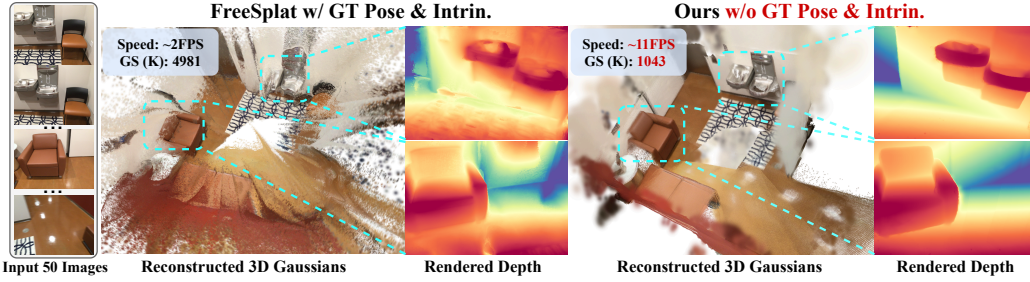 FreeSplat w/ GT Pose & Intrin.
Ours w/o GT Pose & Intrin.
Speed: ~2FPS
GS (K): 4981
Speed: ~11FPS
GS (K): 1043
...
...
Input 50 Images
Reconstructed 3D Gaussians
Rendered Depth
Reconstructed 3D Gaussians
Rendered Depth